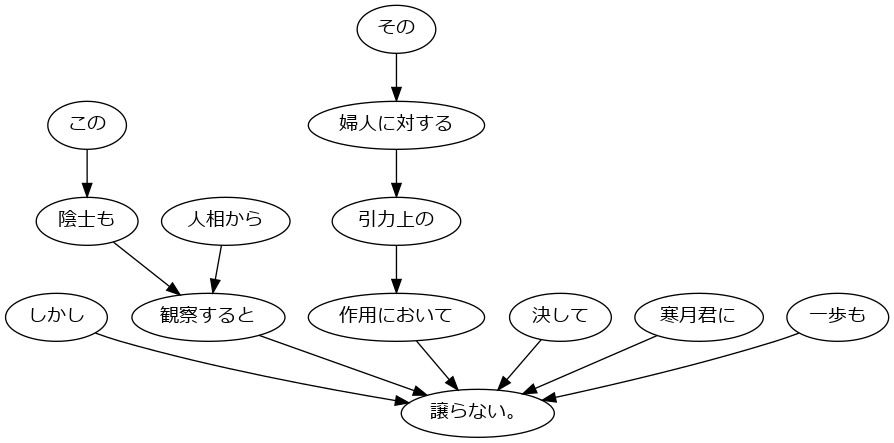 その
この
婦人に対する
陰士も
人相から
引力上の
しかし
観察すると
作用において
決して
寒月君に
一歩も
譲らない。